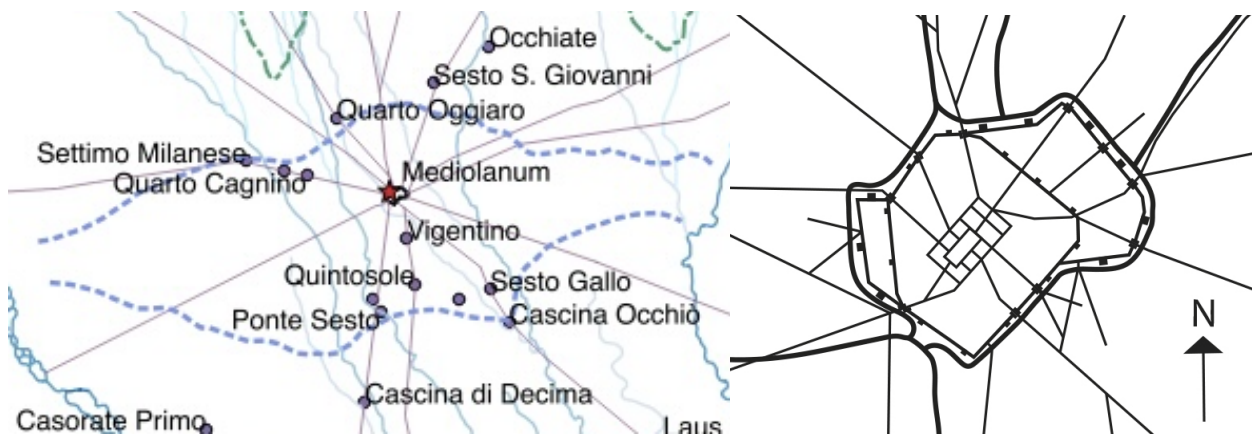 Occhiate
Sesto S. Giovanni
Quarto Oggiaro
Settimo Milanese
Mediolanum
Quarto Cagnino
Vigentino
Quintosole
Sesto Gallo
Ponte Sesto
Cascina Occhiò
N
Cascina di Decima
Casorate Primo
Laus